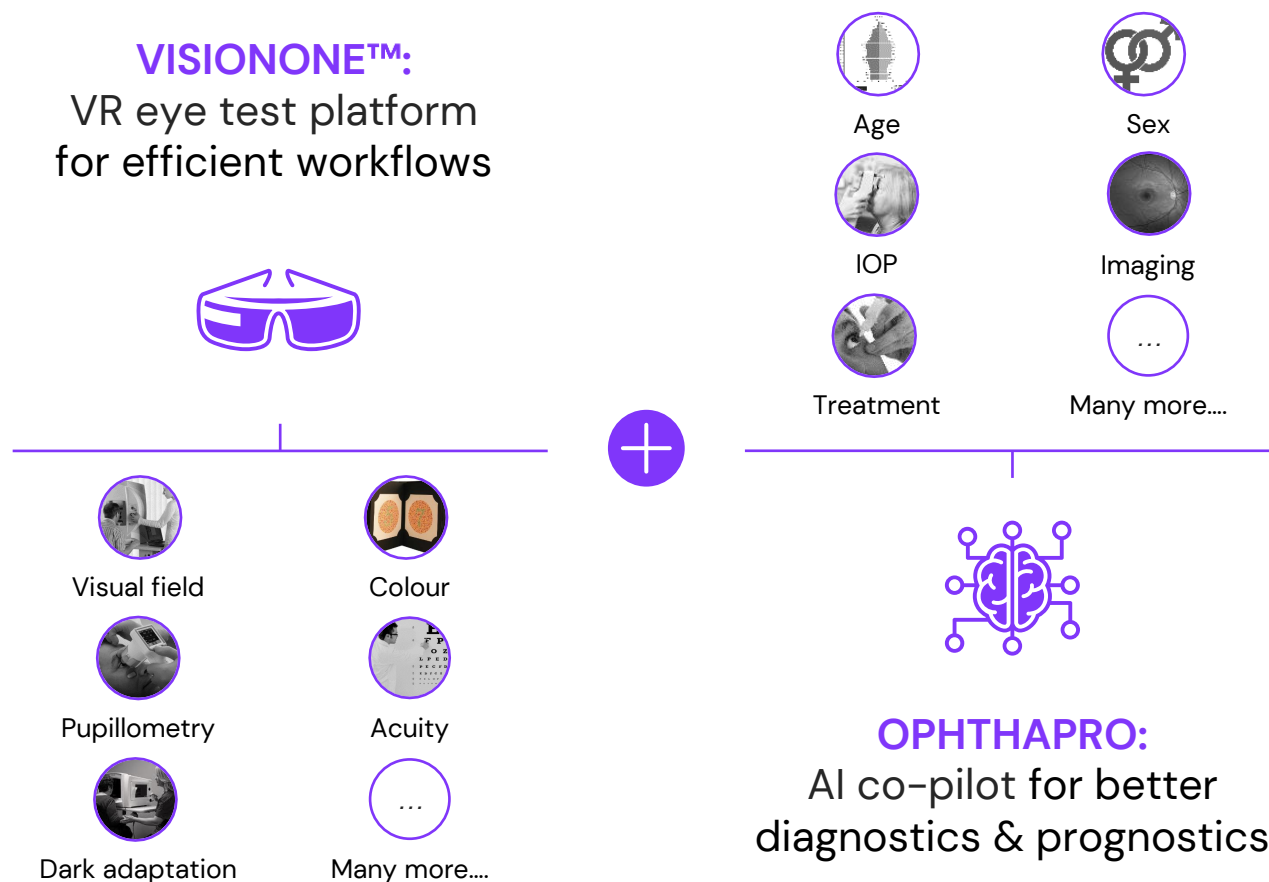 VISIONONE™:
VR eye test platform
for efficient workflows
Visual field
Colour
Pupillometry
Acuity
Dark adaptation
...
Many more....
Age
Sex
IOP
Imaging
Treatment
...
Many more....
OPHTHAPRO:
AI co-pilot for better
diagnostics & prognostics